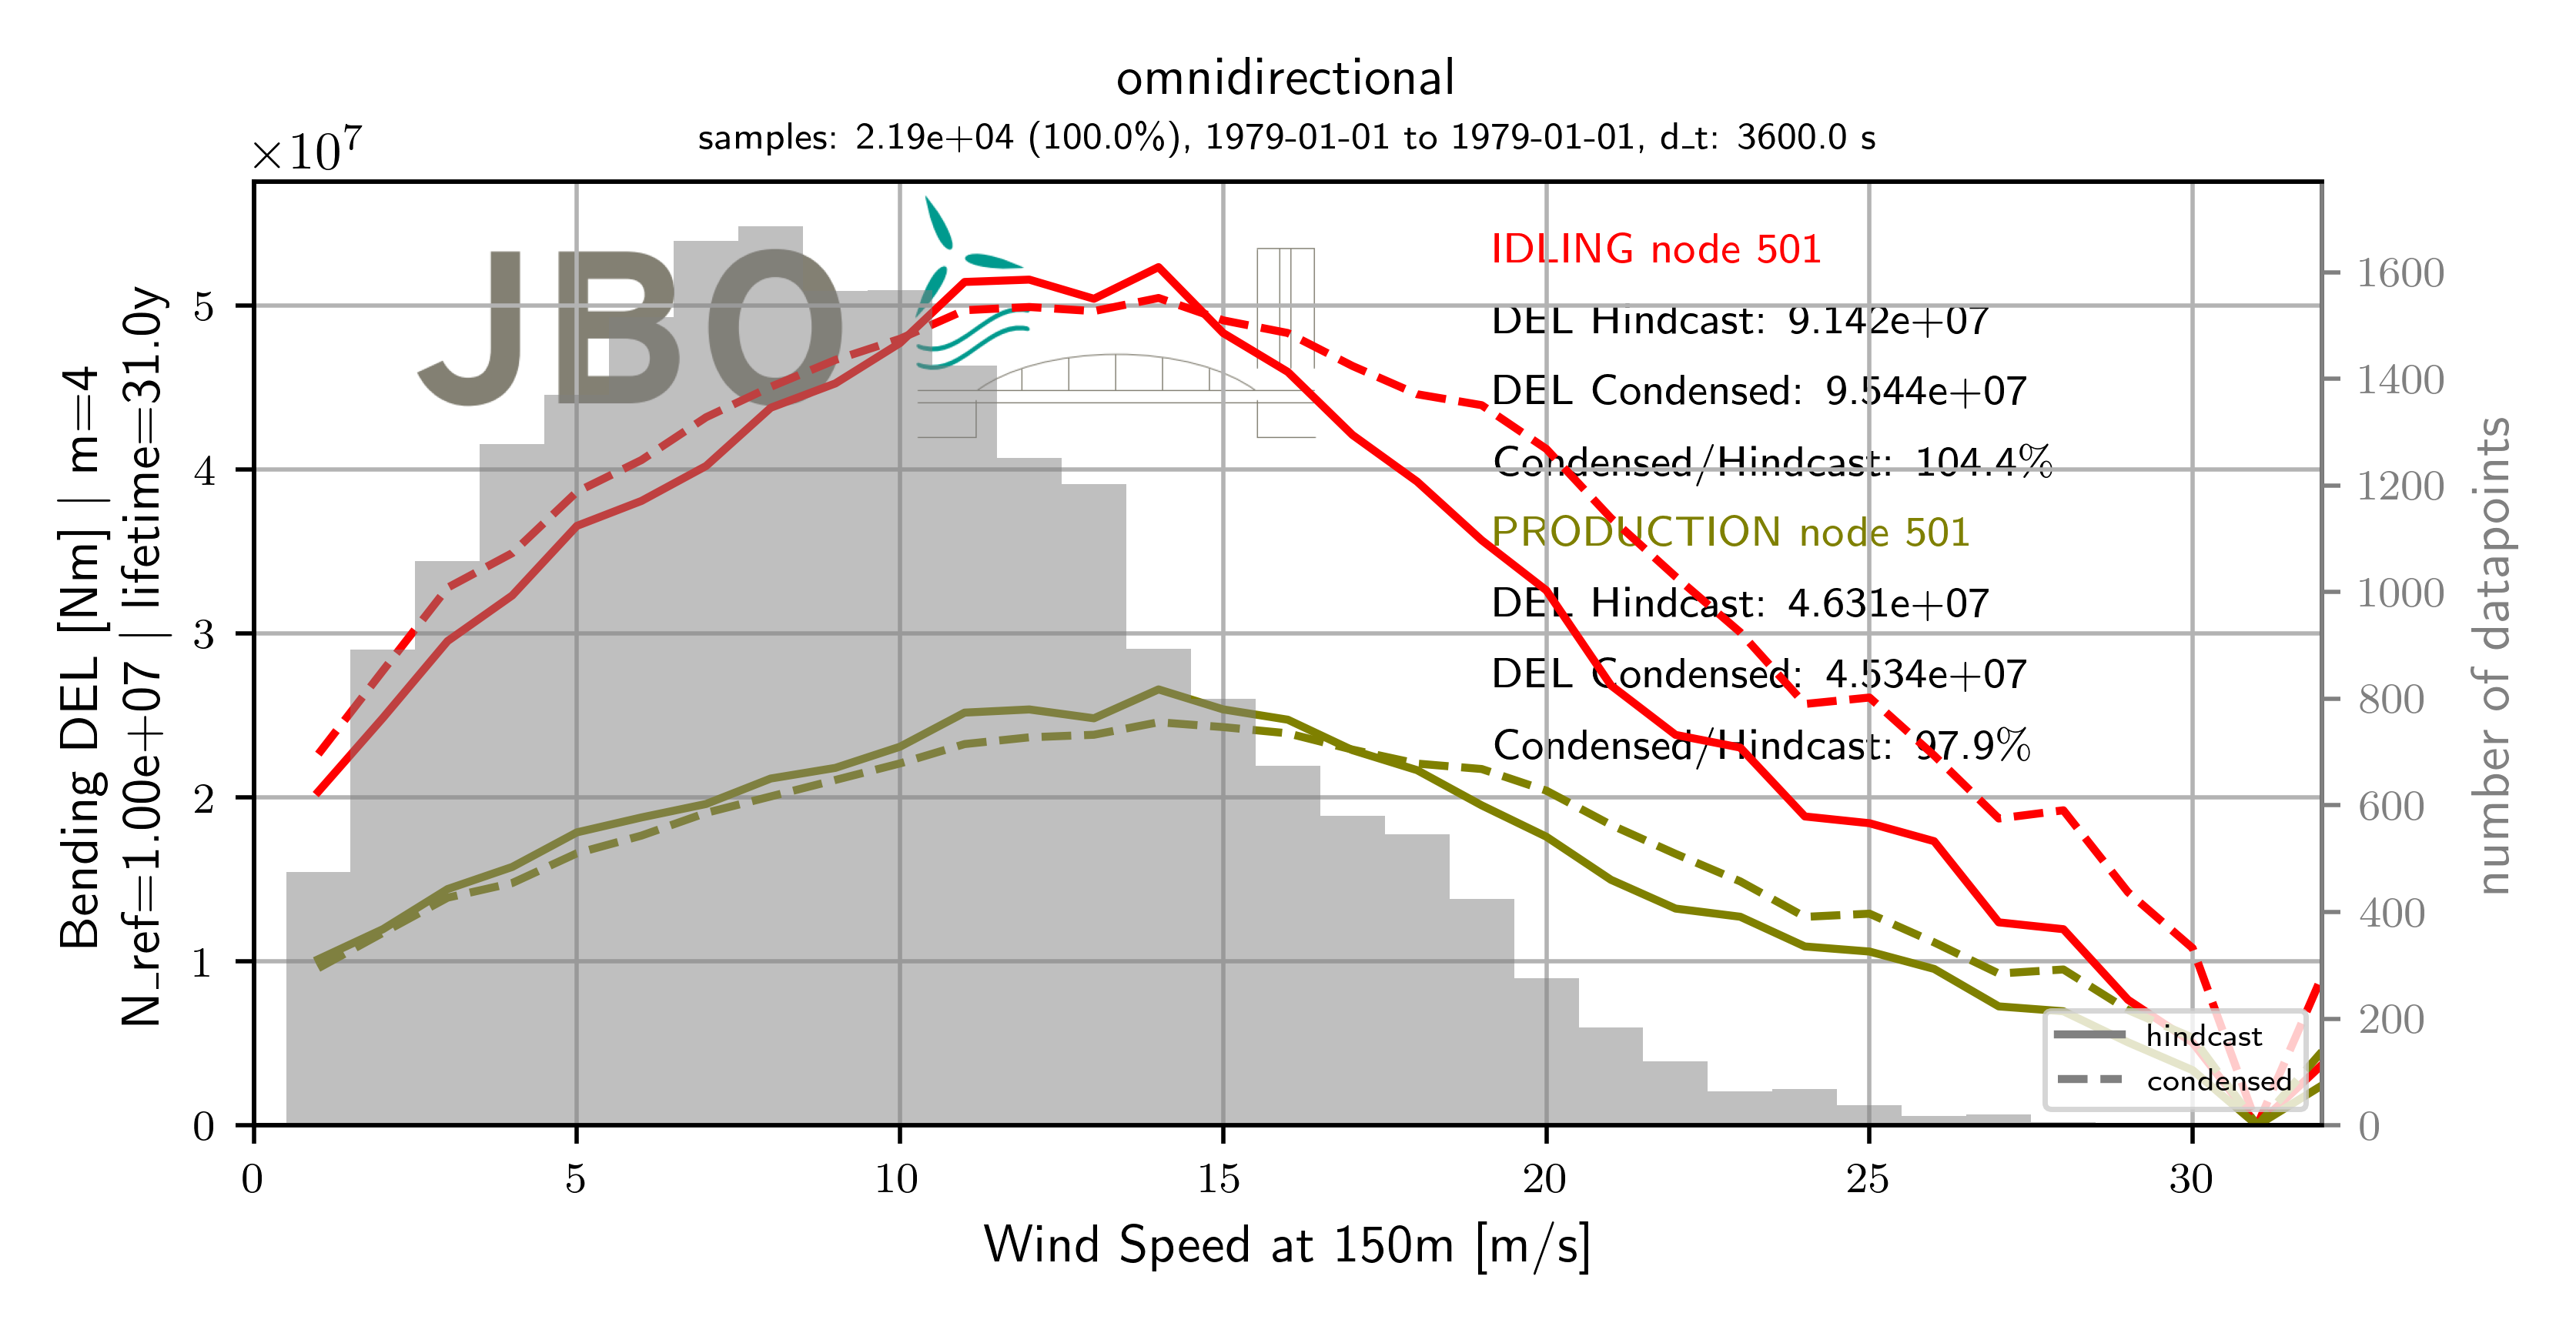 omnidirectional
samples: 2.19e+04 (100.0%), 1979-01-01 to 1979-01-01, d_t: 3600.0 s
×10⁷
JBO
IDLING node 501
DEL Hindcast: 9.142e+07
DEL Condensed: 9.544e+07
Condensed/Hindcast: 104.4%
PRODUCTION node 501
DEL Hindcast: 4.631e+07
DEL Condensed: 4.534e+07
Condensed/Hindcast: 97.9%
hindcast
condensed
Bending DEL [Nm] | m=4
N_ref=1.00e+07 | lifetime=31.0y
5
4
3
2
1
0
1600
1400
1200
1000
800
600
400
200
0
number of datapoints
0 5 10 15 20 25 30
Wind Speed at 150m [m/s]